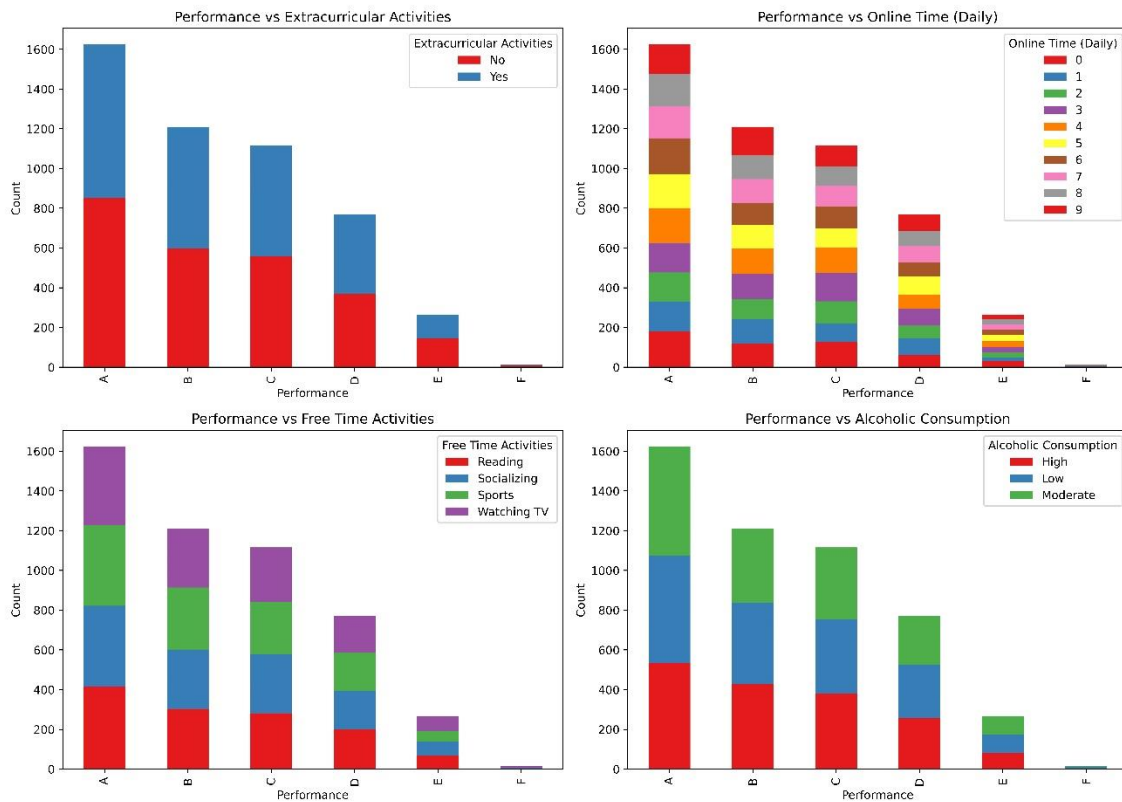 Performance vs Extracurricular Activities
Extracurricular Activities
No
Yes
Count
1600
1400
1200
1000
800
600
400
200
0
A
B
C
D
E
F
Performance
Performance vs Online Time (Daily)
Online Time (Daily)
0
1
2
3
4
5
6
7
8
9
Count
1600
1400
1200
1000
800
600
400
200
0
A
B
C
D
E
F
Performance
Performance vs Free Time Activities
Free Time Activities
Reading
Socializing
Sports
Watching TV
Count
1600
1400
1200
1000
800
600
400
200
0
A
B
C
D
E
F
Performance
Performance vs Alcoholic Consumption
Alcoholic Consumption
High
Low
Moderate
Count
1600
1400
1200
1000
800
600
400
200
0
A
B
C
D
E
F
Performance